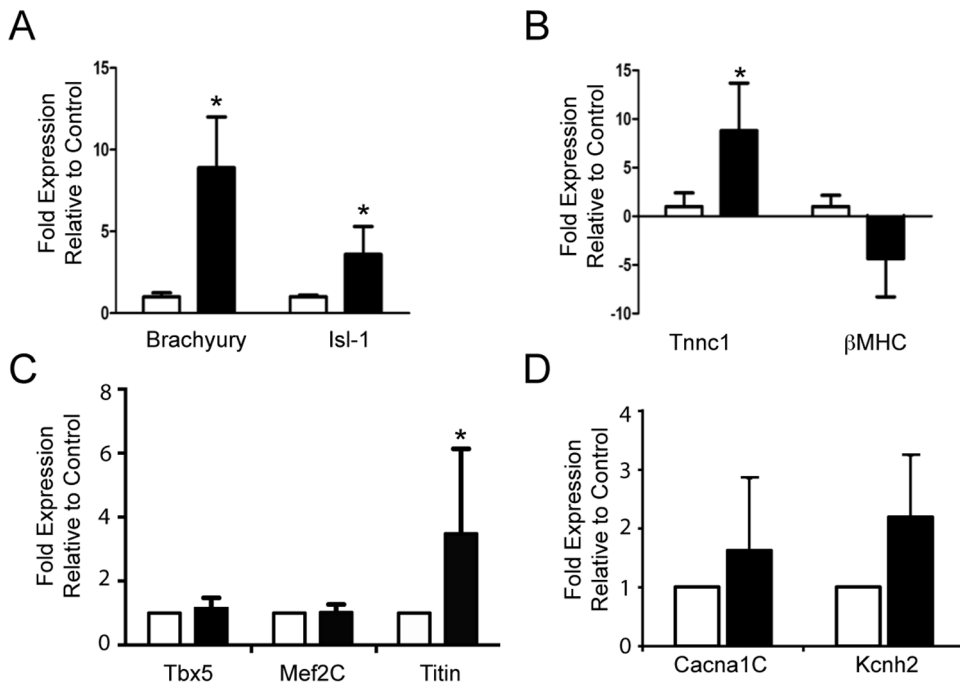 A
Fold Expression
Relative to Control
15
10
5
0
*
*
Brachyury Isl-1
B
Fold Expression
Relative to Control
15
10
5
0
-5
-10
*
Tnnc1 βMHC
C
Fold Expression
Relative to Control
8
6
4
2
0
*
Tbx5 Mef2C Titin
D
Fold Expression
Relative to Control
4
3
2
1
0
Cacna1C Kcnh2